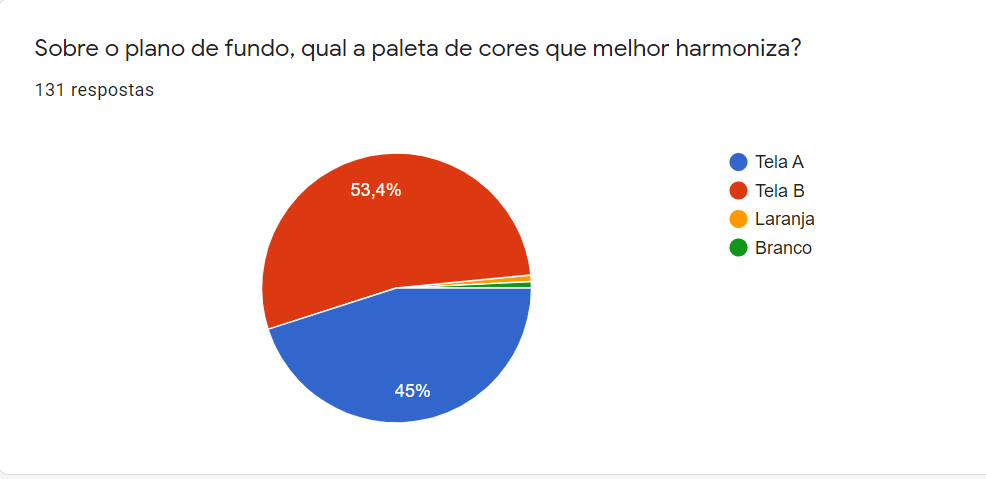 Sobre o plano de fundo, qual a paleta de cores que melhor harmoniza?
131 respostas
53,4%
45%
Tela A
Tela B
Laranja
Branco